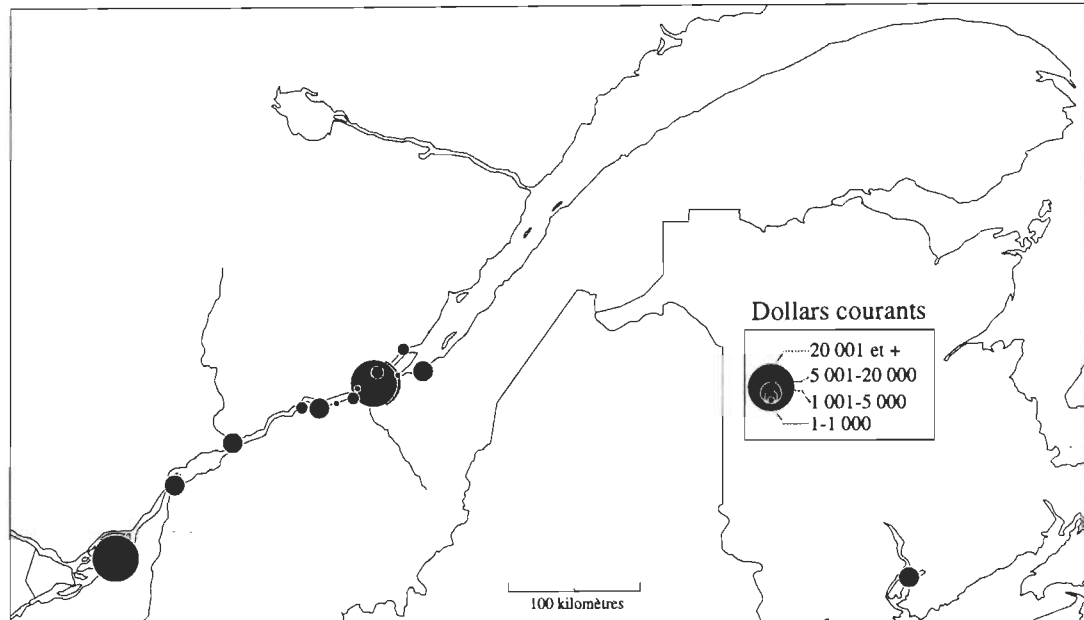 Dollars courants
20 001 et +
5 001-20 000
1 001-5 000
1-1 000
100 kilomètres